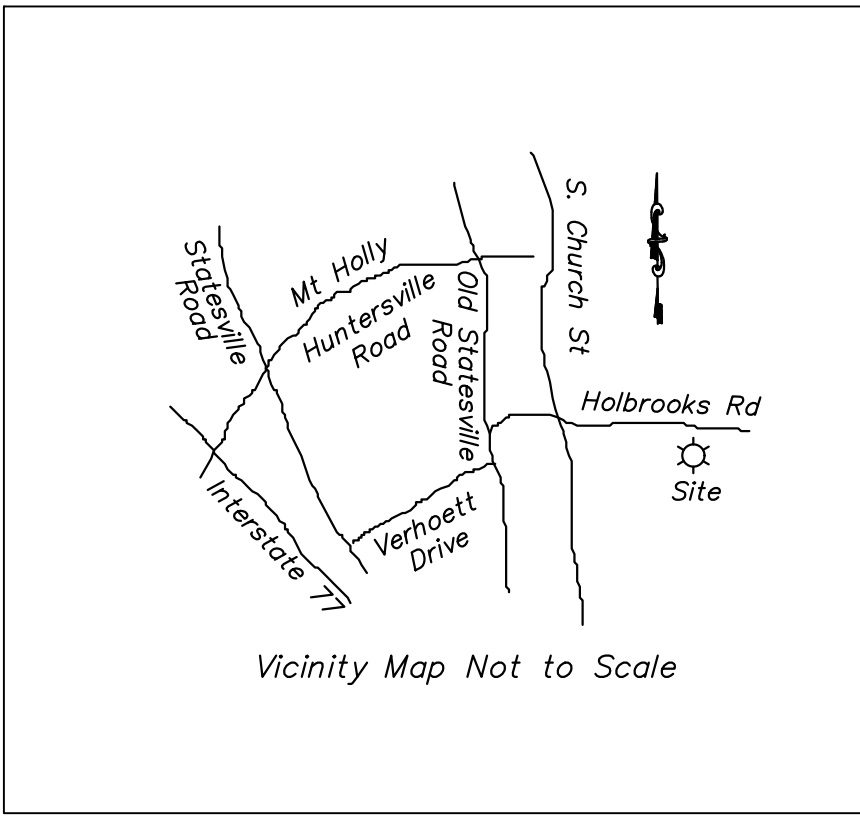 S. Church St
Statesville
Road
Mt Holly
Huntersville
Road
Old Statesville
Road
Holbrooks Rd
Site
Interstate 77
Verhoett
Drive
Vicinity Map Not to Scale